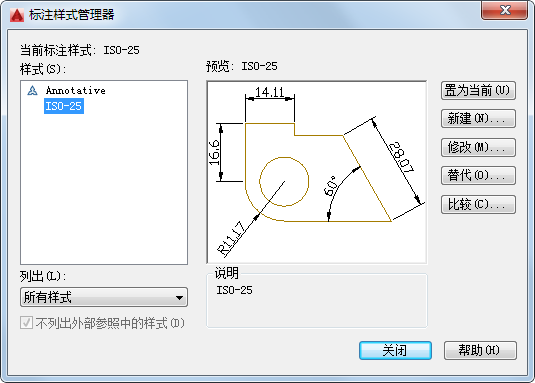 标注样式管理器
当前标注样式: ISO-25
样式(S):
Annotative
ISO-25
预览: ISO-25
14.11
16.6
28.07
60°
R11.17
置为当前(U)
新建(N)...
修改(M)...
替代(O)...
比较(C)...
列出(L):
所有样式
不列出外部参照中的样式(D)
说明
ISO-25
关闭
帮助(H)